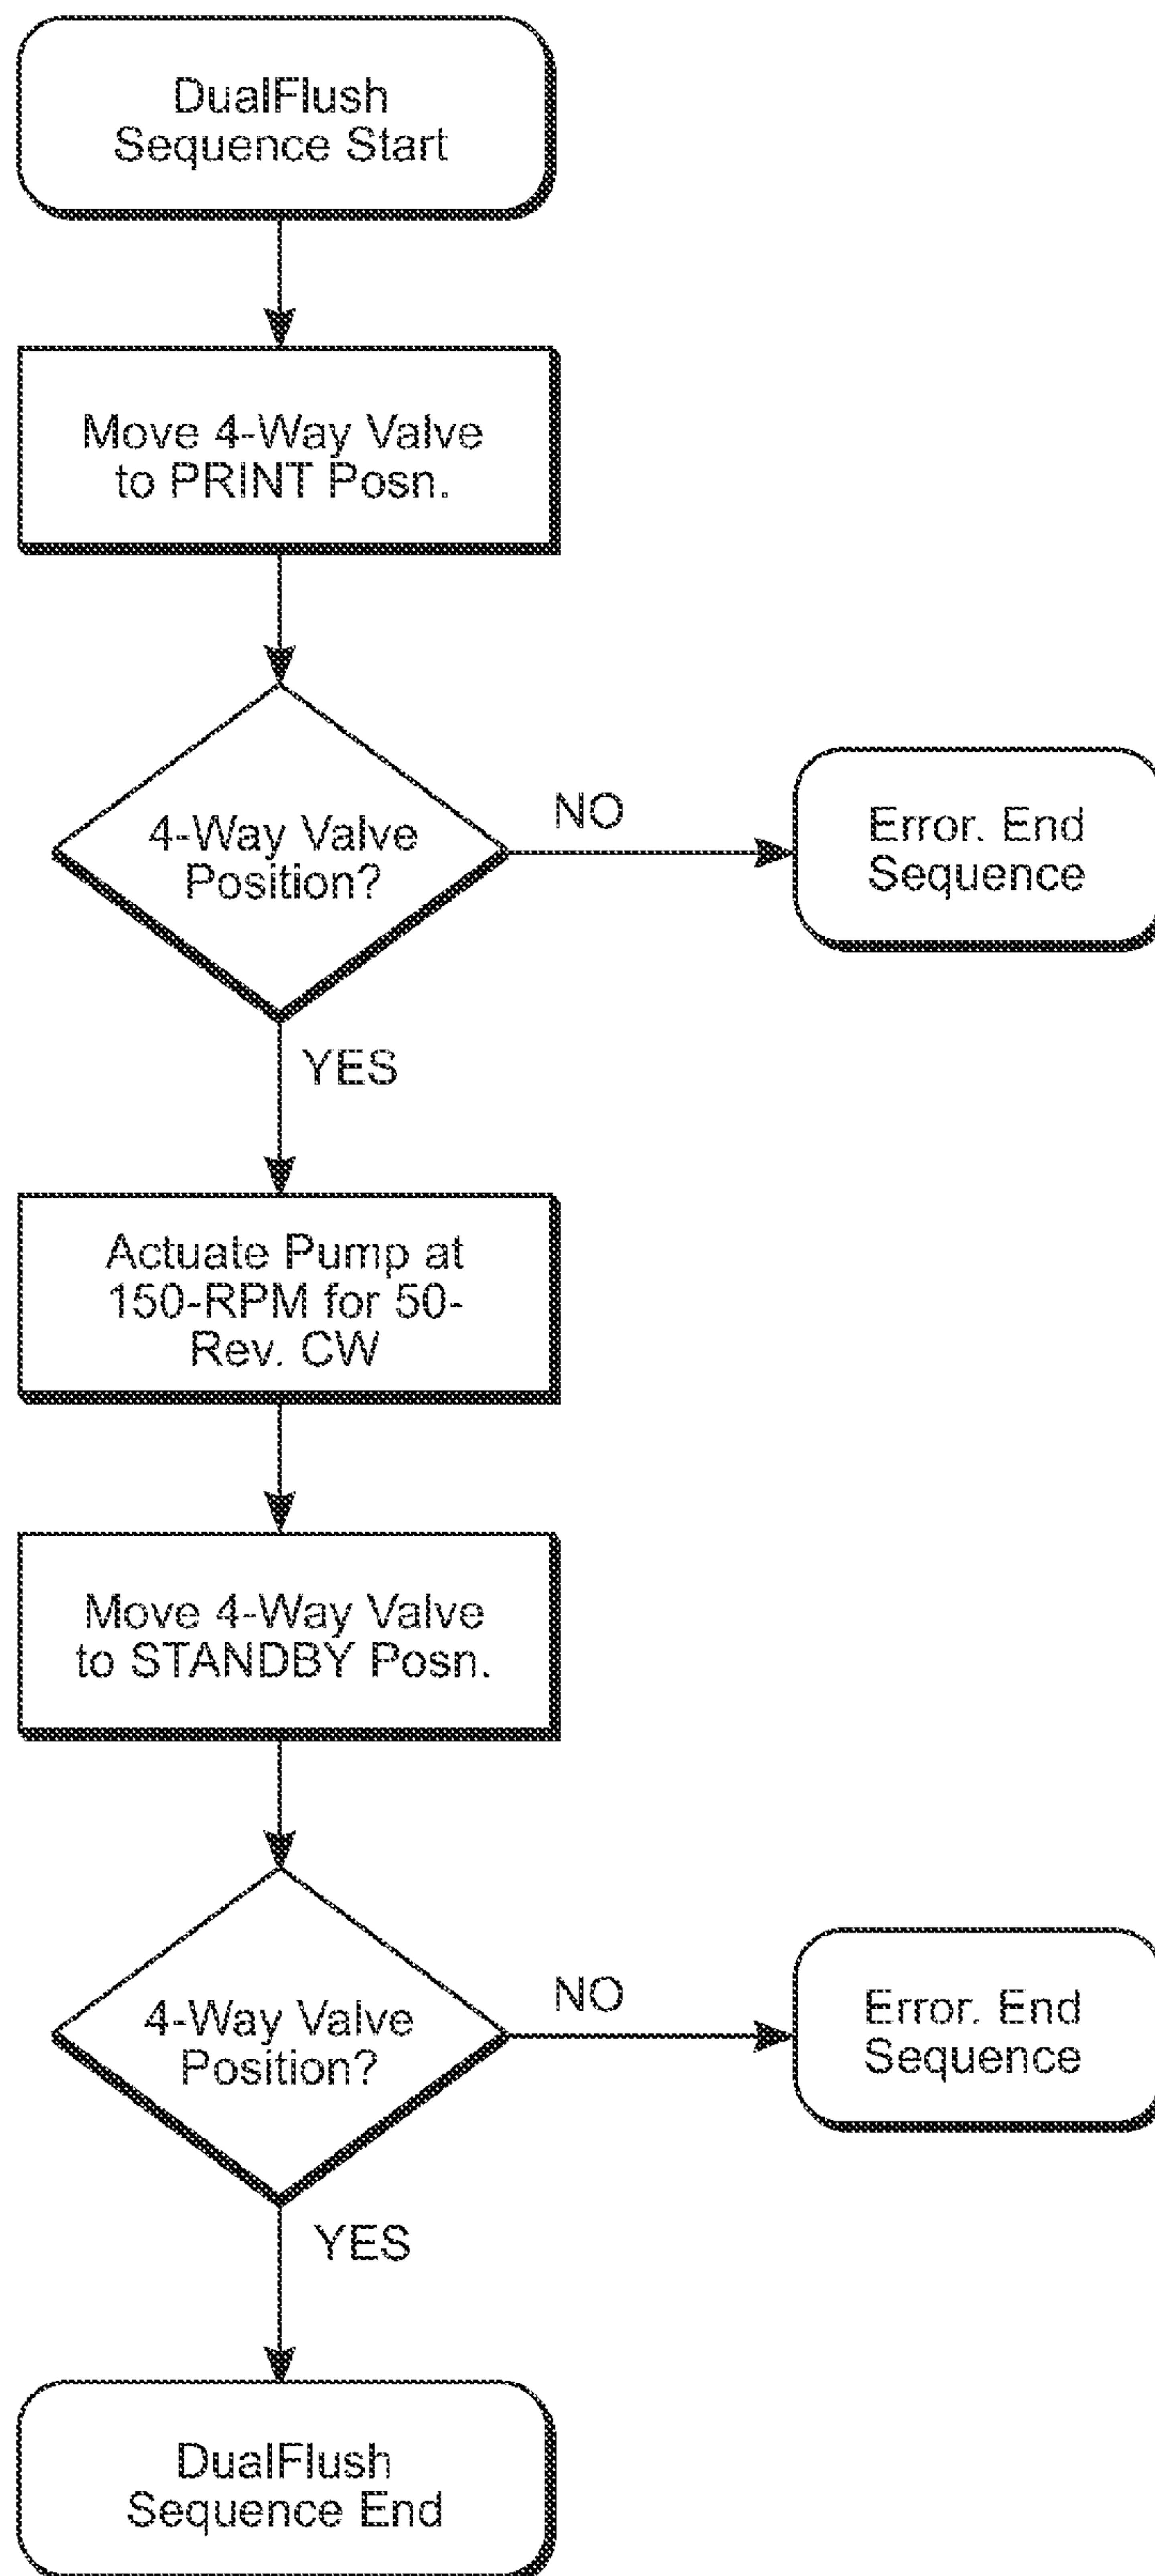 DualFlush
Sequence Start
Move 4-Way Valve
to PRINT Posn.
4-Way Valve
Position?
NO
Error. End
Sequence
YES
Actuate Pump at
150-RPM for 50-
Rev. CW
Move 4-Way Valve
to STANDBY Posn.
4-Way Valve
Position?
NO
Error. End
Sequence
YES
DualFlush
Sequence End